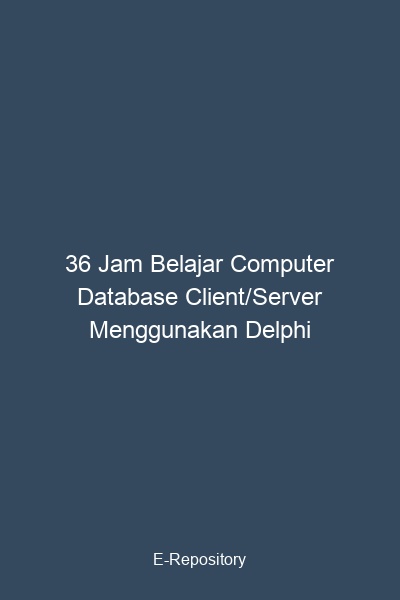 36 Jam Belajar Computer
Database Client/Server
Menggunakan Delphi
E-Repository